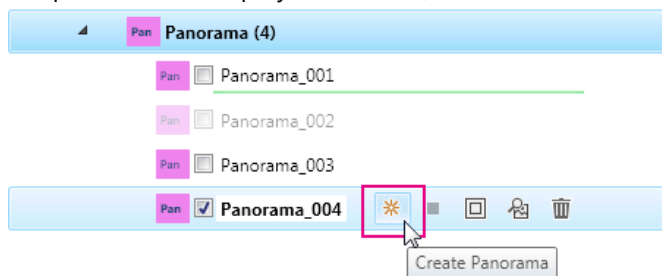 Pan Panorama (4)
Pan Panorama_001
Pan Panorama_002
Pan Panorama_003
Pan Panorama_004
Create Panorama